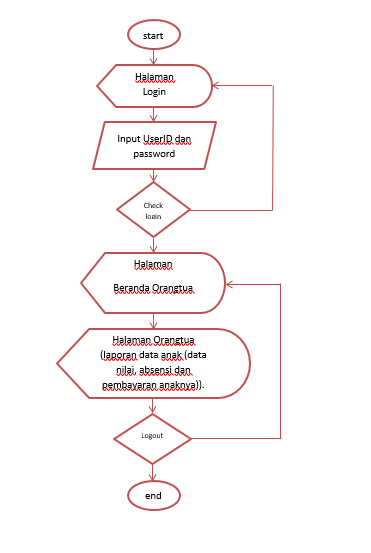 start
Halaman
Login
Input UserID dan
password
Check
login
Halaman
Beranda Orangtua
Halaman Orangtua
(laporan data anak (data
nilai, absensi dan
pembayaran anaknya)).
Logout
end